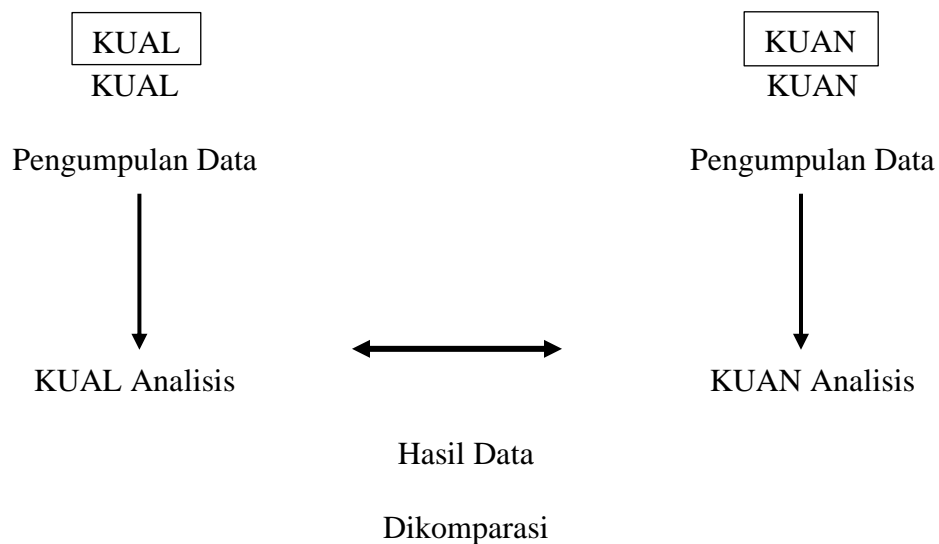 KUAL
KUAN
KUAL
KUAN
Pengumpulan Data
Pengumpulan Data
KUAL Analisis
KUAN Analisis
Hasil Data
Dikomparasi